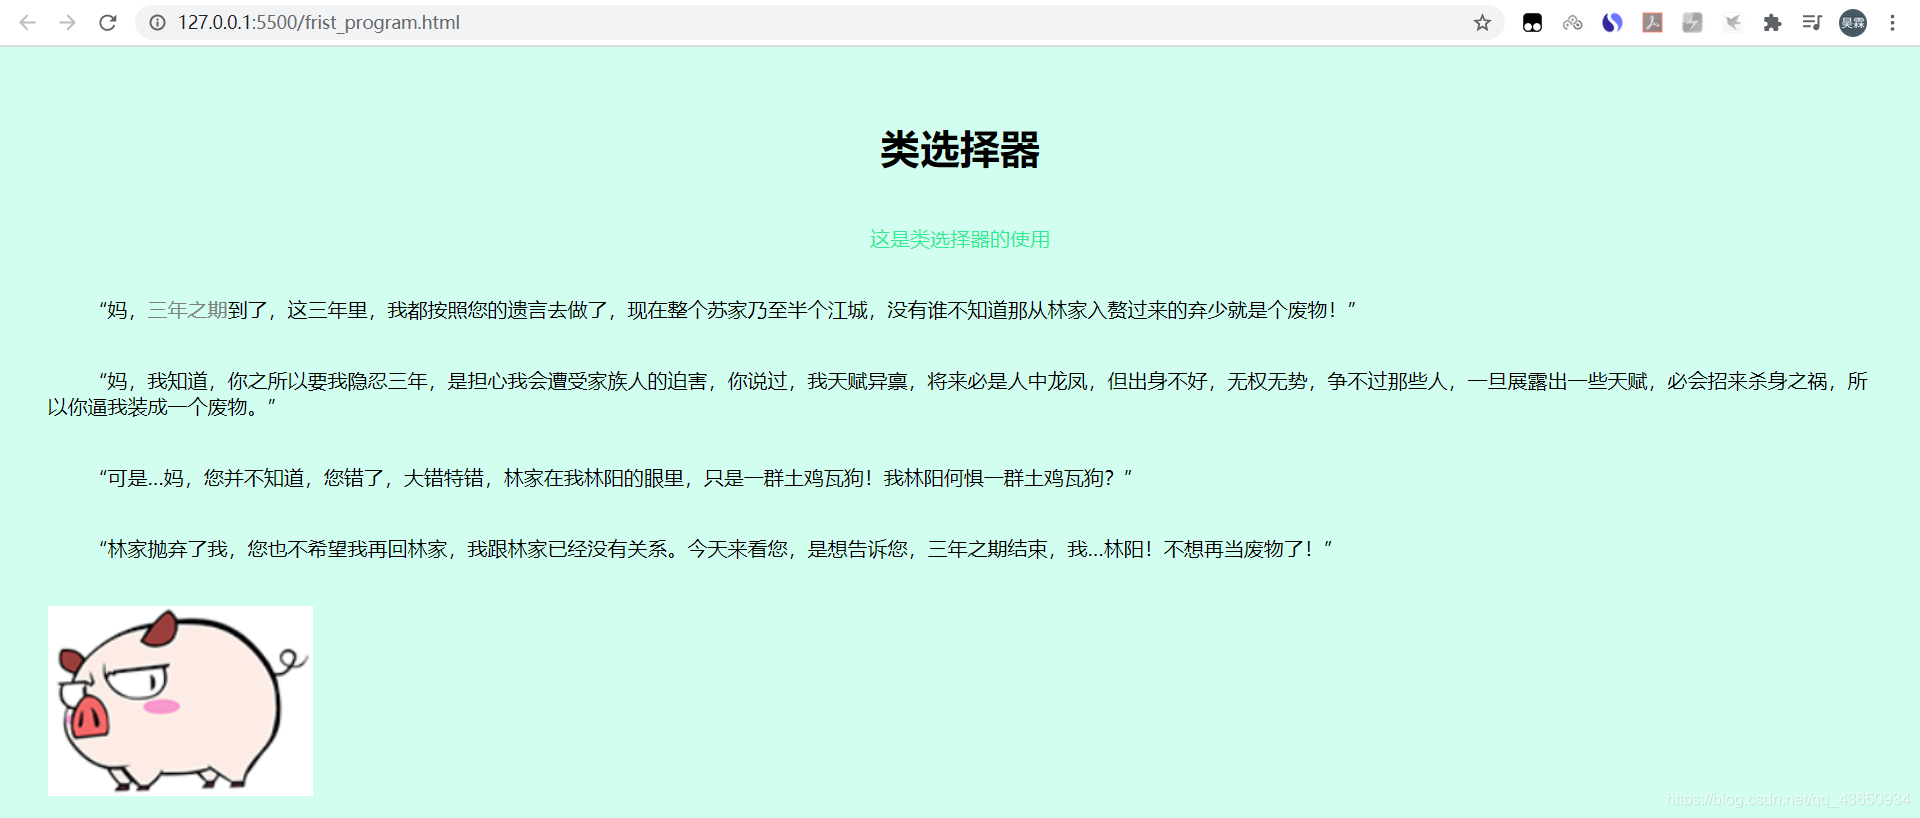 127.0.0.1:5500/frist_program.html
昊霖
类选择器
这是类选择器的使用
“妈，三年之期到了，这三年里，我都按照您的遗言去做了，现在整个苏家乃至半个江城，没有谁不知道那从林家入赘过来的弃少就是个废物！”
“妈，我知道，你之所以要我隐忍三年，是担心我会遭受家族人的迫害，你说过，我天赋异禀，将来必是人中龙凤，但出身不好，无权无势，争不过那些人，一旦展露出一些天赋，必会招来杀身之祸，所
以你逼我装成一个废物。”
“可是...妈，您并不知道，您错了，大错特错，林家在我林阳的眼里，只是一群土鸡瓦狗！我林阳何惧一群土鸡瓦狗？”
“林家抛弃了我，您也不希望我再回林家，我跟林家已经没有关系。今天来看您，是想告诉您，三年之期结束，我...林阳！不想再当废物了！”
https://blog.csdn.net/qq_43650934